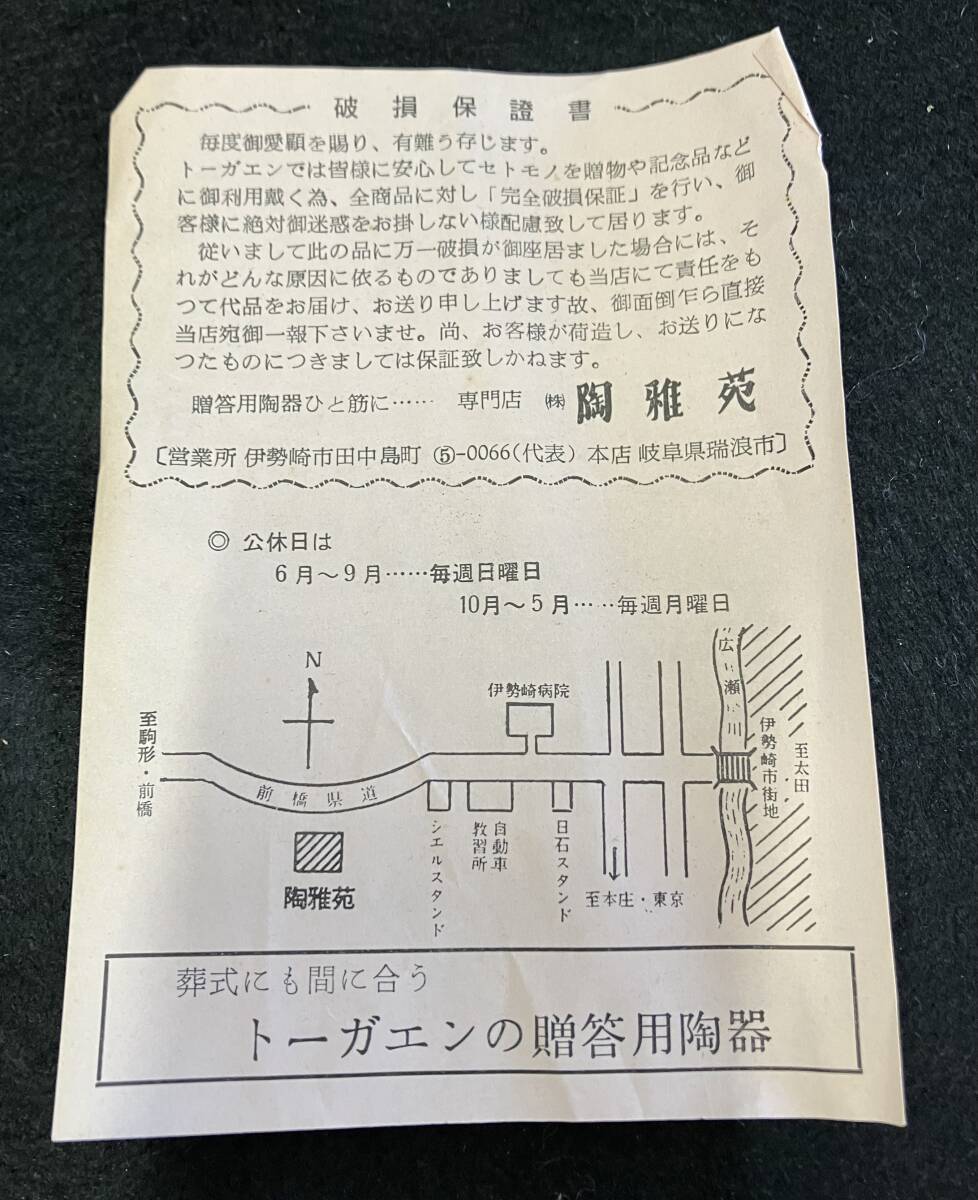 破損保證書
毎度御愛顧を賜り、有難う存じます。
トーガエンでは皆様に安心してセトモノを贈物や記念品など
に御利用戴く為、全商品に対し「完全破損保証」を行い、御
客様に絶対御迷惑をお掛しない様配慮致して居ります。
従いまして此の品に万一破損が御座居ました場合には、そ
れがどんな原因に依るものでありましても当店にて責任をも
つて代品をお届け、お送り申し上げます故、御面倒乍ら直接
当店宛御一報下さいませ。尚、お客様が荷造し、お送りにな
つたものにつきましては保証致しかねます。
贈答用陶器ひと筋に…… 専門店 ㈱ 陶雅苑
〔営業所 伊勢崎市田中島町 ⑤-0066(代表) 本店 岐阜県瑞浪市〕
◎ 公休日は
6月〜9月……毎週日曜日
10月〜5月……毎週月曜日
N
伊勢崎病院
広瀬川
至駒形・前橋
前橋県道
伊勢崎市街地
至太田
シエルスタンド
自動車
教習所
日石スタンド
陶雅苑
至本庄・東京
葬式にも間に合う
トーガエンの贈答用陶器